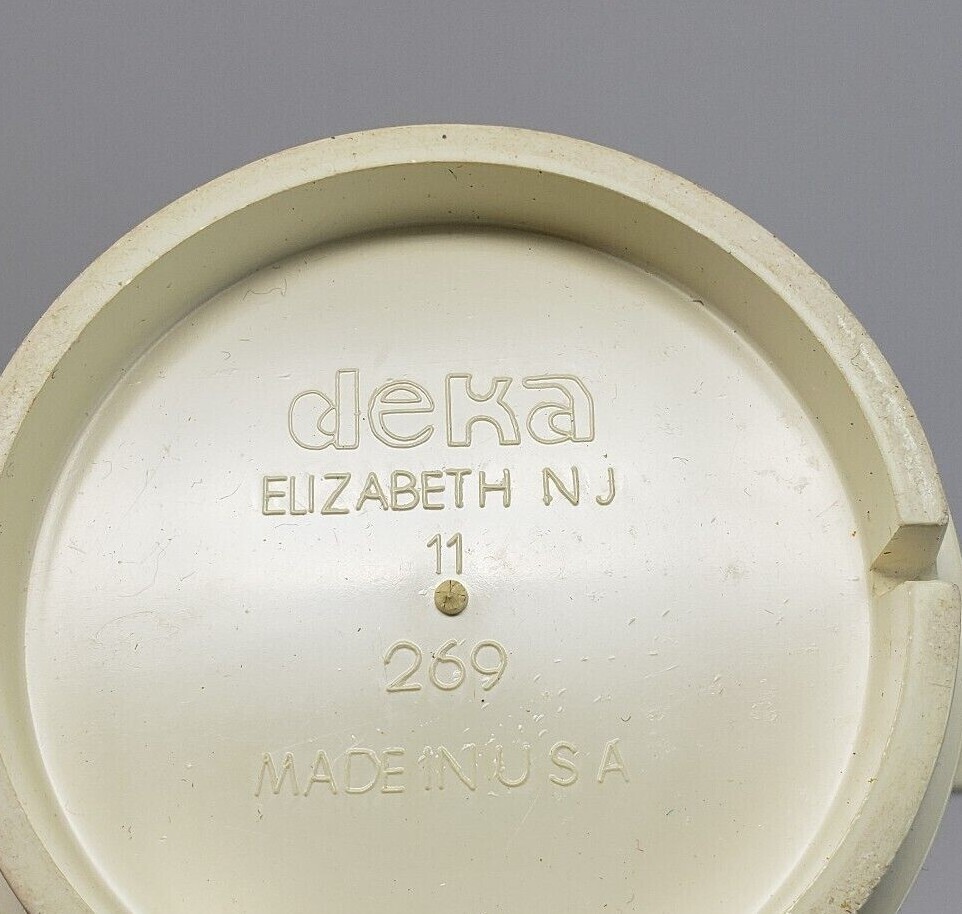 deka
ELIZABETH N J
11
269
MADE IN U S A